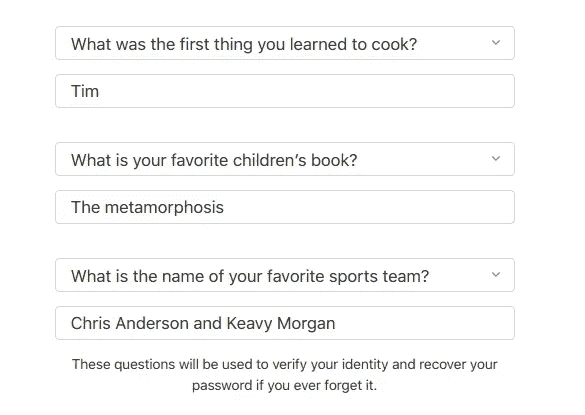 What was the first thing you learned to cook?
Tim
What is your favorite children’s book?
The metamorphosis
What is the name of your favorite sports team?
Chris Anderson and Keavy Morgan
These questions will be used to verify your identity and recover your
password if you ever forget it.